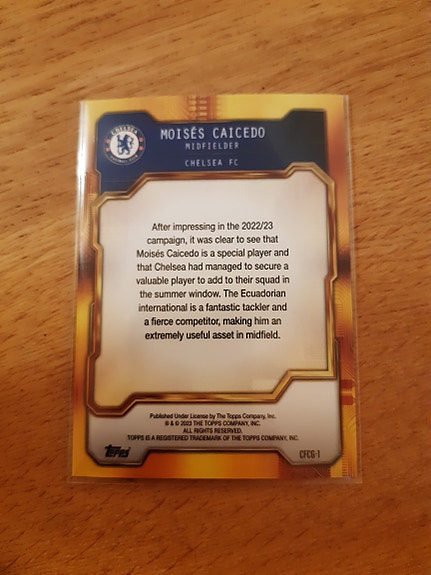 MOISÉS CAICEDO
MIDFIELDER
CHELSEA FC
CHELSEA
FOOTBALL CLUB
After impressing in the 2022/23
campaign, it was clear to see that
Moisés Caicedo is a special player and
that Chelsea had managed to secure a
valuable player to add to their squad in
the summer window. The Ecuadorian
international is a fantastic tackler and
a fierce competitor, making him an
extremely useful asset in midfield.
Published Under License by The Topps Company, Inc.
® & © 2023 THE TOPPS COMPANY, INC.
ALL RIGHTS RESERVED.
TOPPS IS A REGISTERED TRADEMARK OF THE TOPPS COMPANY, INC.
TOPPS
CFCG-1